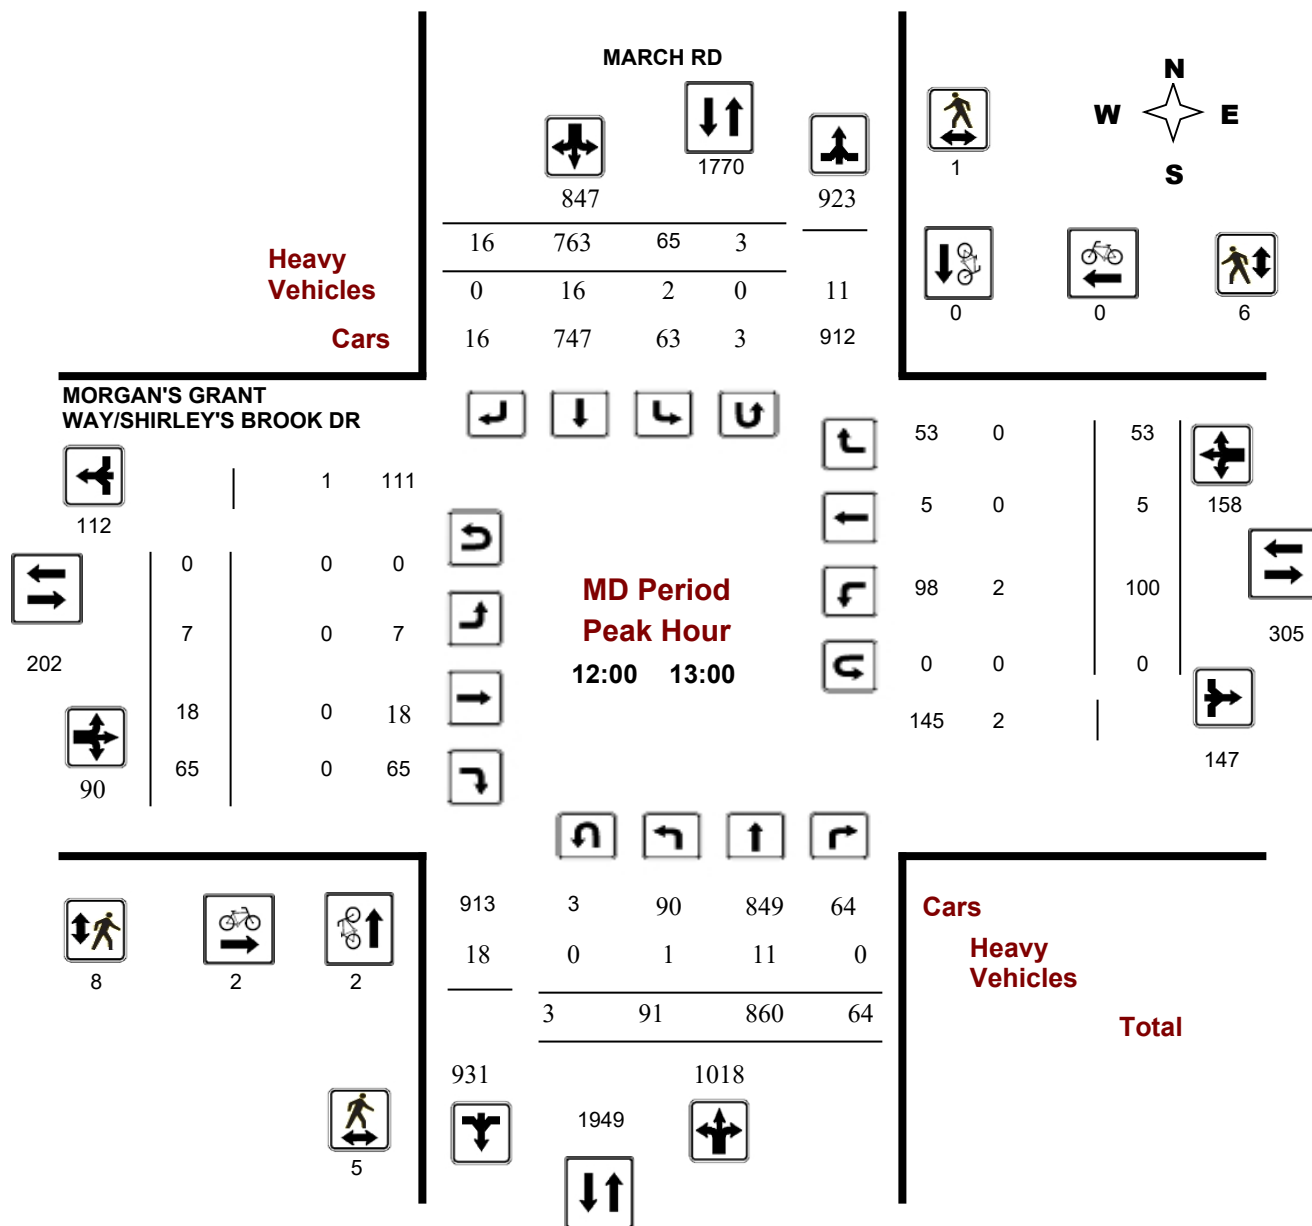 MARCH RD
N
W E
S
1770
1
847 923
16 763 65 3
Heavy
Vehicles 0 16 2 0 11
Cars 16 747 63 3 912
0 0 6
MORGAN'S GRANT
WAY/SHIRLEY'S BROOK DR
53 0 53
1 111
112
5 0 5 158
0 0 0
MD Period
98 2 100
7 0 7
Peak Hour
305
202
12:00 13:00
0 0 0
18 0 18
145 2
65 0 65
147
90
913 3 90 849 64 Cars
18 0 1 11 0 Heavy
Vehicles
8 2 2
3 91 860 64 Total
931 1018
1949
5